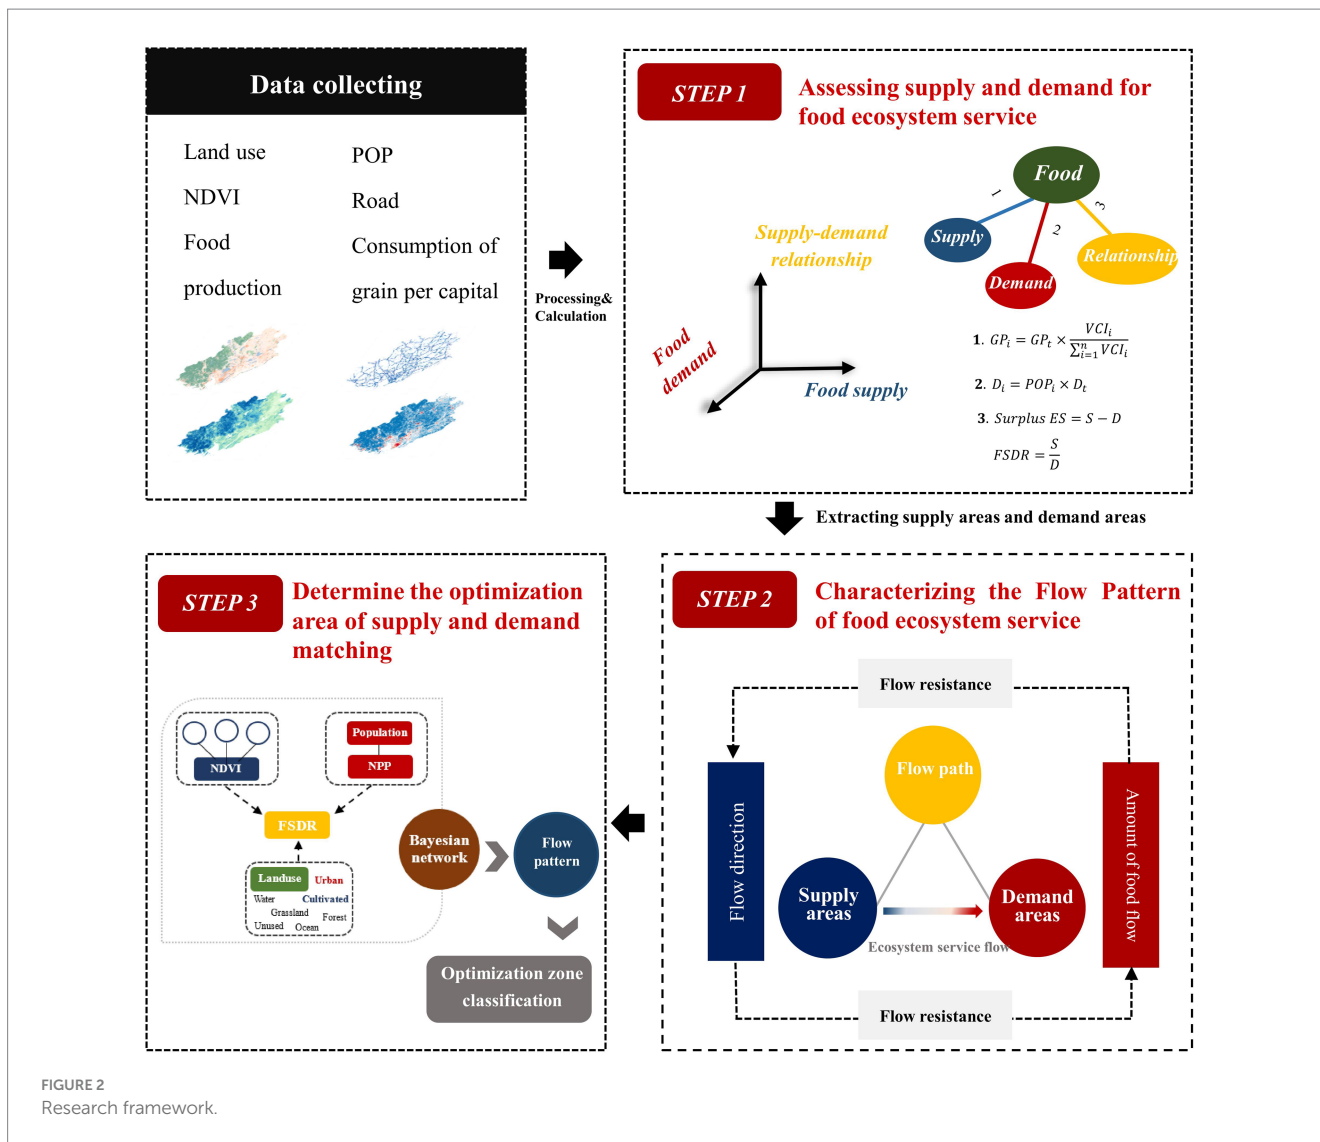 Data collecting
Land use
NDVI
Food
production
POP
Road
Consumption of
grain per capital
Processing&
Calculation
STEP 1
Assessing supply and demand for
food ecosystem service
Food
1
2
3
Supply
Demand
Relationship
Supply-demand
relationship
Food
demand
Food supply
1. GP_i = GP_t × VCI_i / ∑_{i=1}^{n} VCI_i
2. D_i = POP_i × D_t
3. Surplus ES = S − D
FSDR = S / D
Extracting supply areas and demand areas
STEP 2
Characterizing the Flow Pattern
of food ecosystem service
Flow resistance
Flow direction
Flow path
Supply
areas
Demand
areas
Ecosystem service flow
Amount of food flow
Flow resistance
STEP 3
Determine the optimization
area of supply and demand
matching
NDVI
Population
NPP
FSDR
Landuse
Urban
Water
Cultivated
Grassland
Forest
Unused
Ocean
Bayesian
network
Flow
pattern
Optimization zone
classification
FIGURE 2
Research framework.